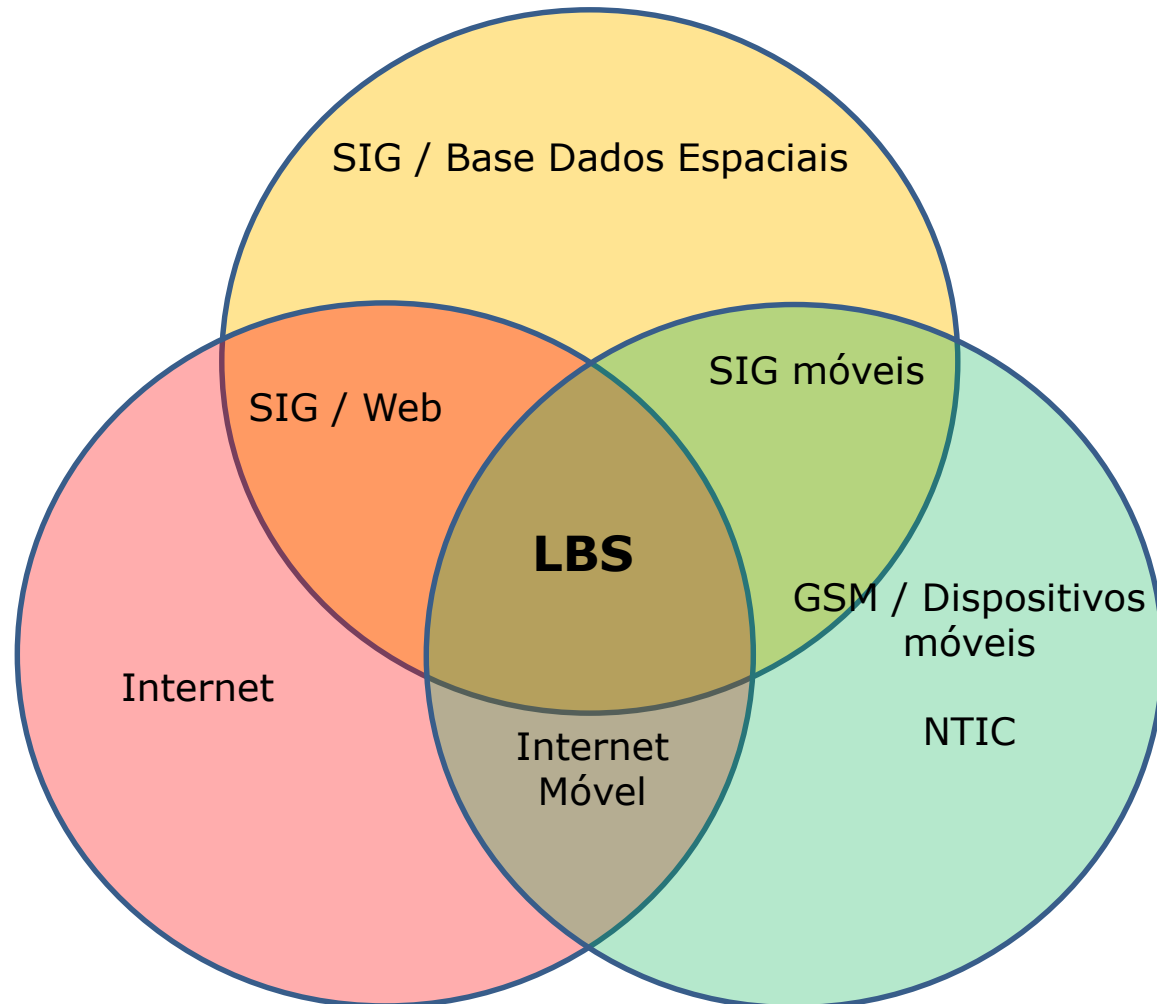 SIG / Base Dados Espaciais
SIG móveis
SIG / Web
LBS
GSM / Dispositivos
móveis
Internet
NTIC
Internet
Móvel